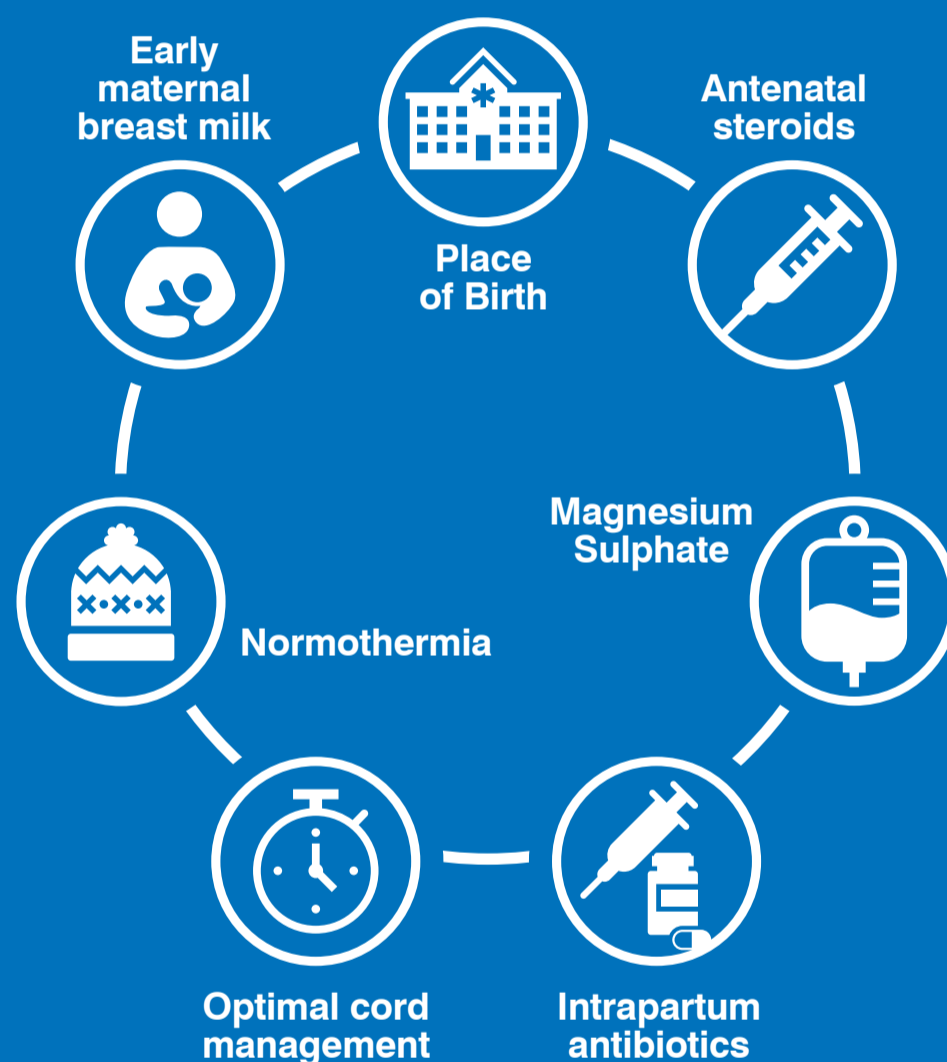 Early
maternal
breast milk
Antenatal
steroids
Place
of Birth
Magnesium
Sulphate
Normothermia
Optimal cord
management
Intrapartum
antibiotics